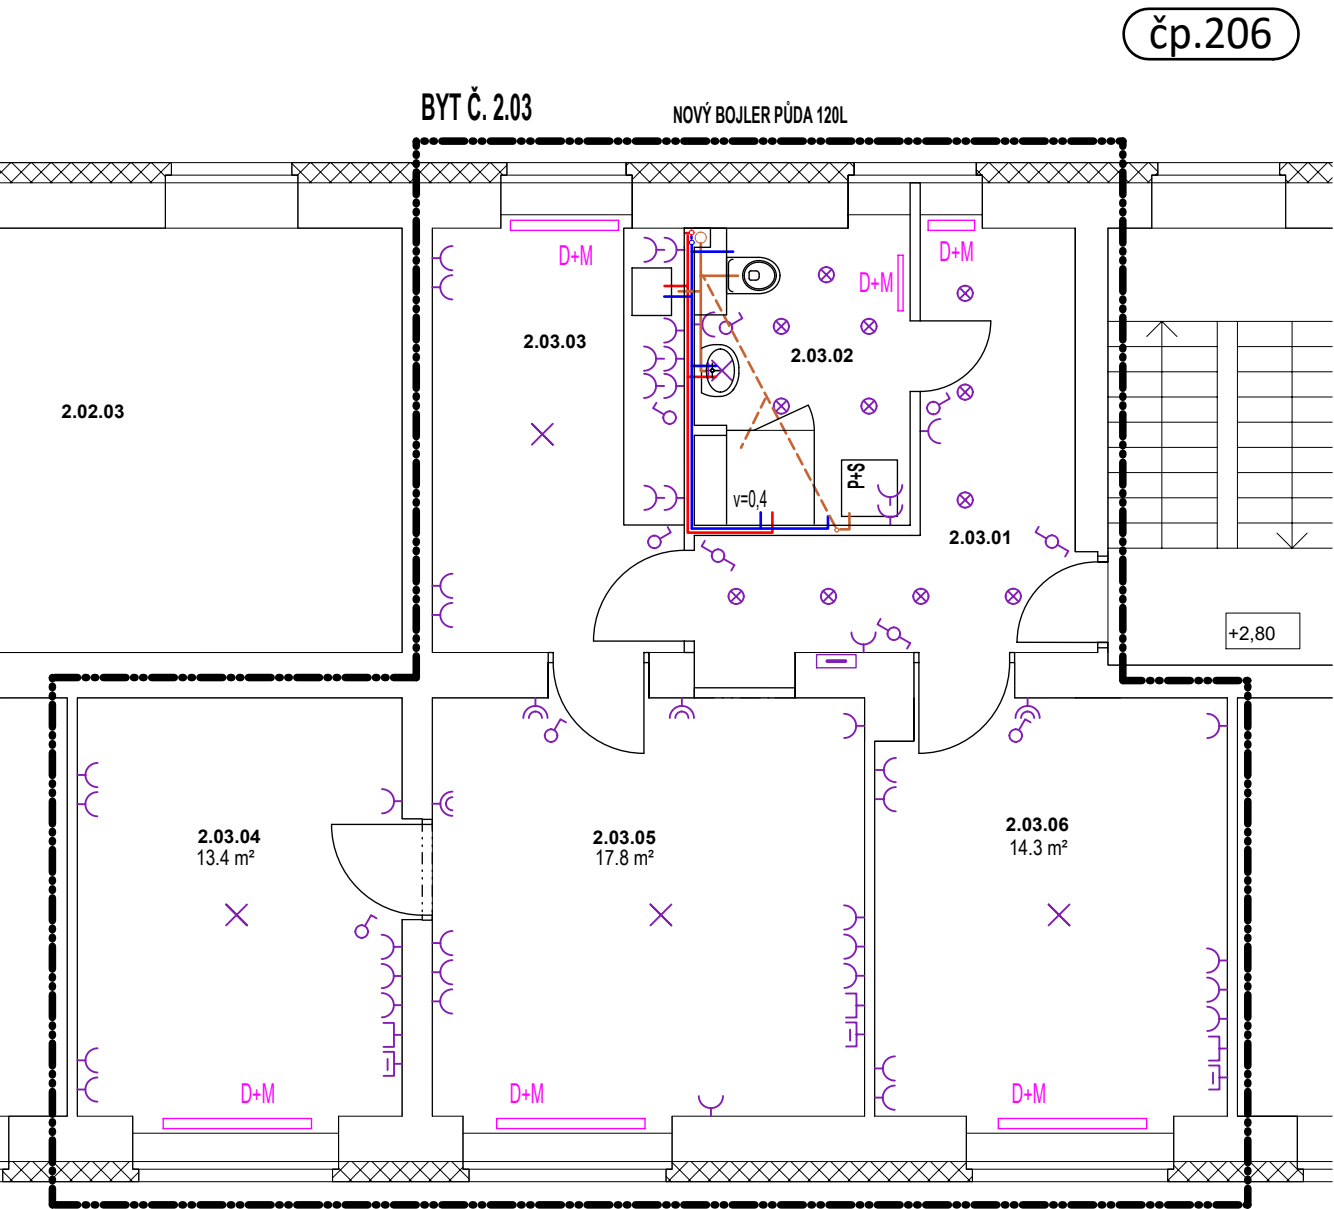 čp.206
BYT Č. 2.03
NOVÝ BOJLER PŮDA 120L
D+M
D+M
D+M
2.03.03
2.03.02
2.02.03
P+S
v=0,4
2.03.01
+2,80
2.03.04
13.4 m²
2.03.05
17.8 m²
2.03.06
14.3 m²
D+M
D+M
D+M